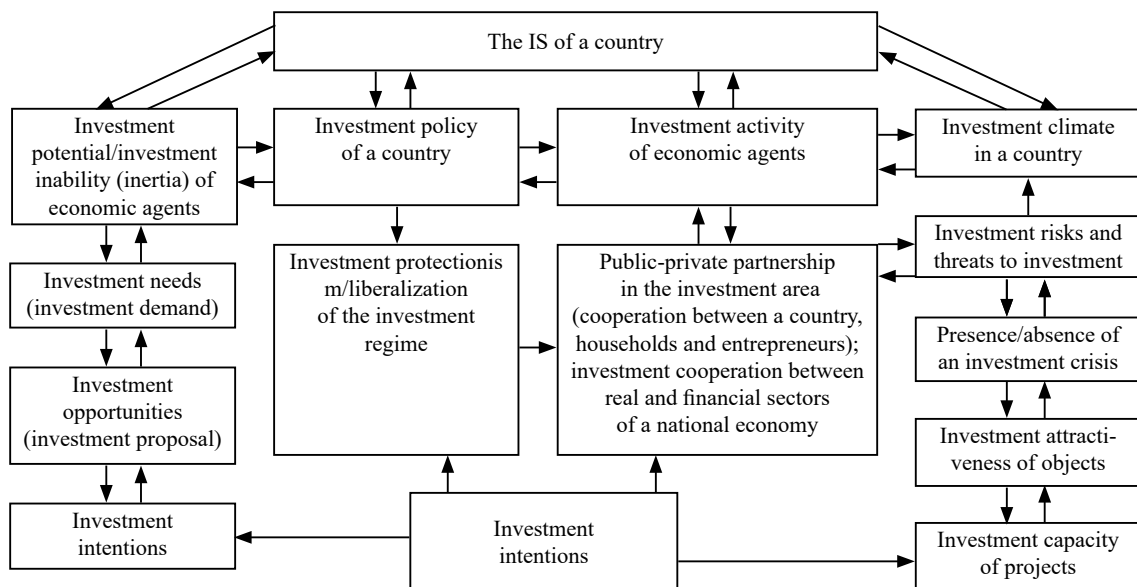 The IS of a country
Investment
potential/investment
inability (inertia) of
economic agents
Investment policy
of a country
Investment activity
of economic agents
Investment climate
in a country
Investment needs
(investment demand)
Investment
opportunities
(investment proposal)
Investment
intentions
Investment protectionis
m/liberalization
of the investment
regime
Public-private partnership
in the investment area
(cooperation between a country,
households and entrepreneurs);
investment cooperation between
real and financial sectors
of a national economy
Investment
intentions
Investment risks and
threats to investment
Presence/absence of
an investment crisis
Investment attracti-
veness of objects
Investment capacity
of projects